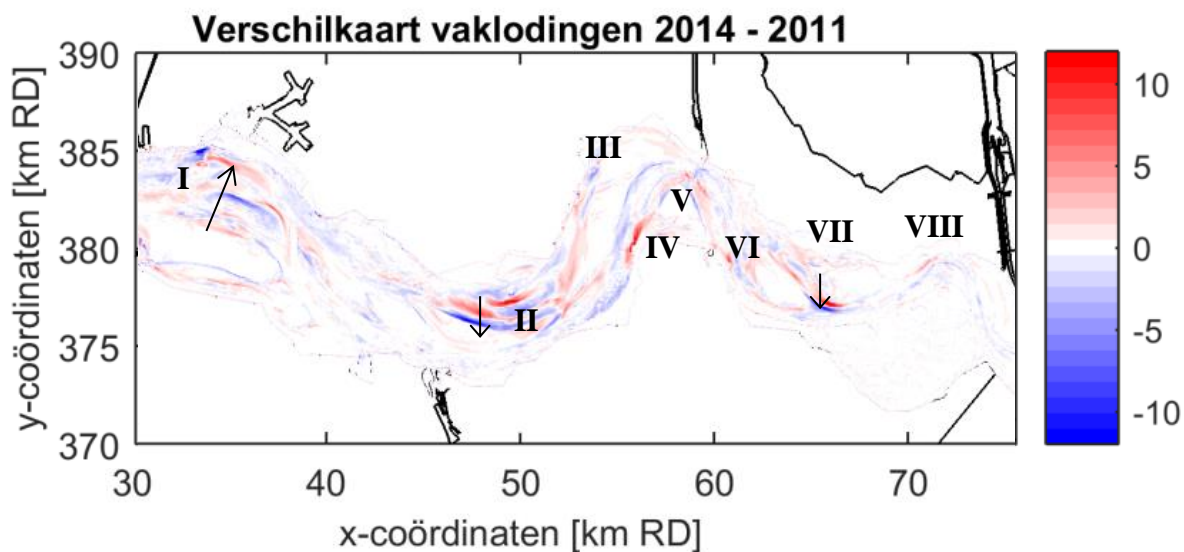 Verschilkaart vaklodingen 2014 - 2011
390
385
380
375
370
y-coördinaten [km RD]
I
II
III
IV
V
VI
VII
VIII
30
40
50
60
70
x-coördinaten [km RD]
10
5
0
-5
-10